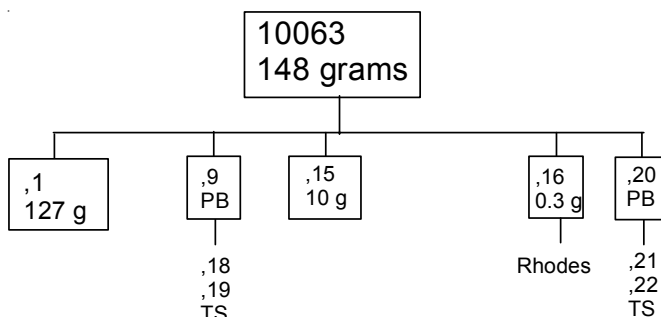 10063
148 grams
,1
127 g
,9
PB
,15
10 g
,16
0.3 g
,20
PB
,18
,19
TS
Rhodes
,21
,22
TS